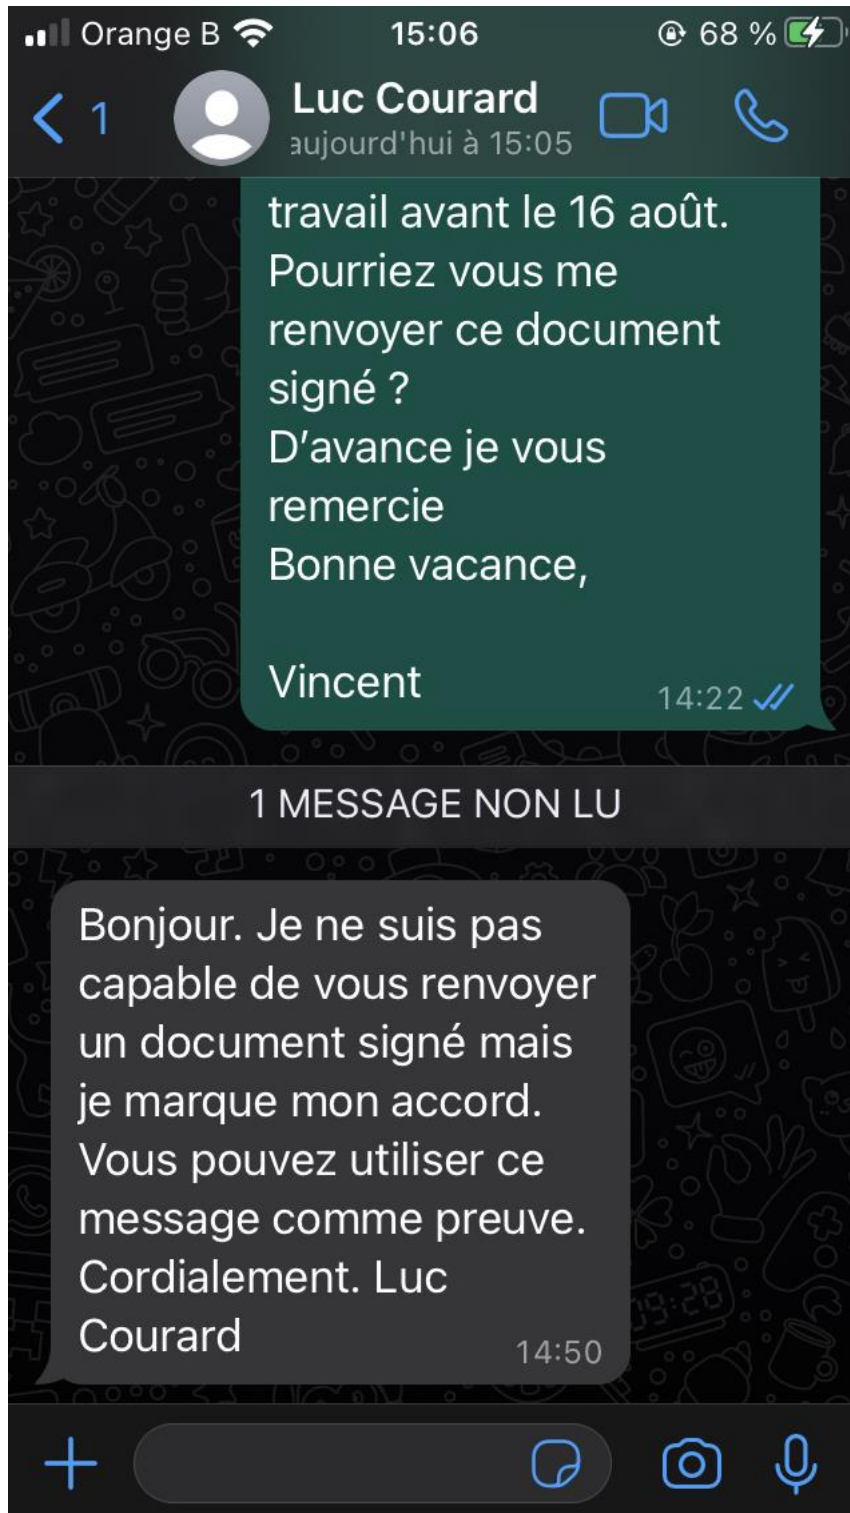 Orange B 15:06 68 %
1 Luc Courard
aujourd'hui à 15:05
travail avant le 16 août.
Pourriez vous me
renvoyer ce document
signé ?
D’avance je vous
remercie
Bonne vacance,
Vincent
14:22
1 MESSAGE NON LU
Bonjour. Je ne suis pas
capable de vous renvoyer
un document signé mais
je marque mon accord.
Vous pouvez utiliser ce
message comme preuve.
Cordialement. Luc
Courard
14:50
09:28